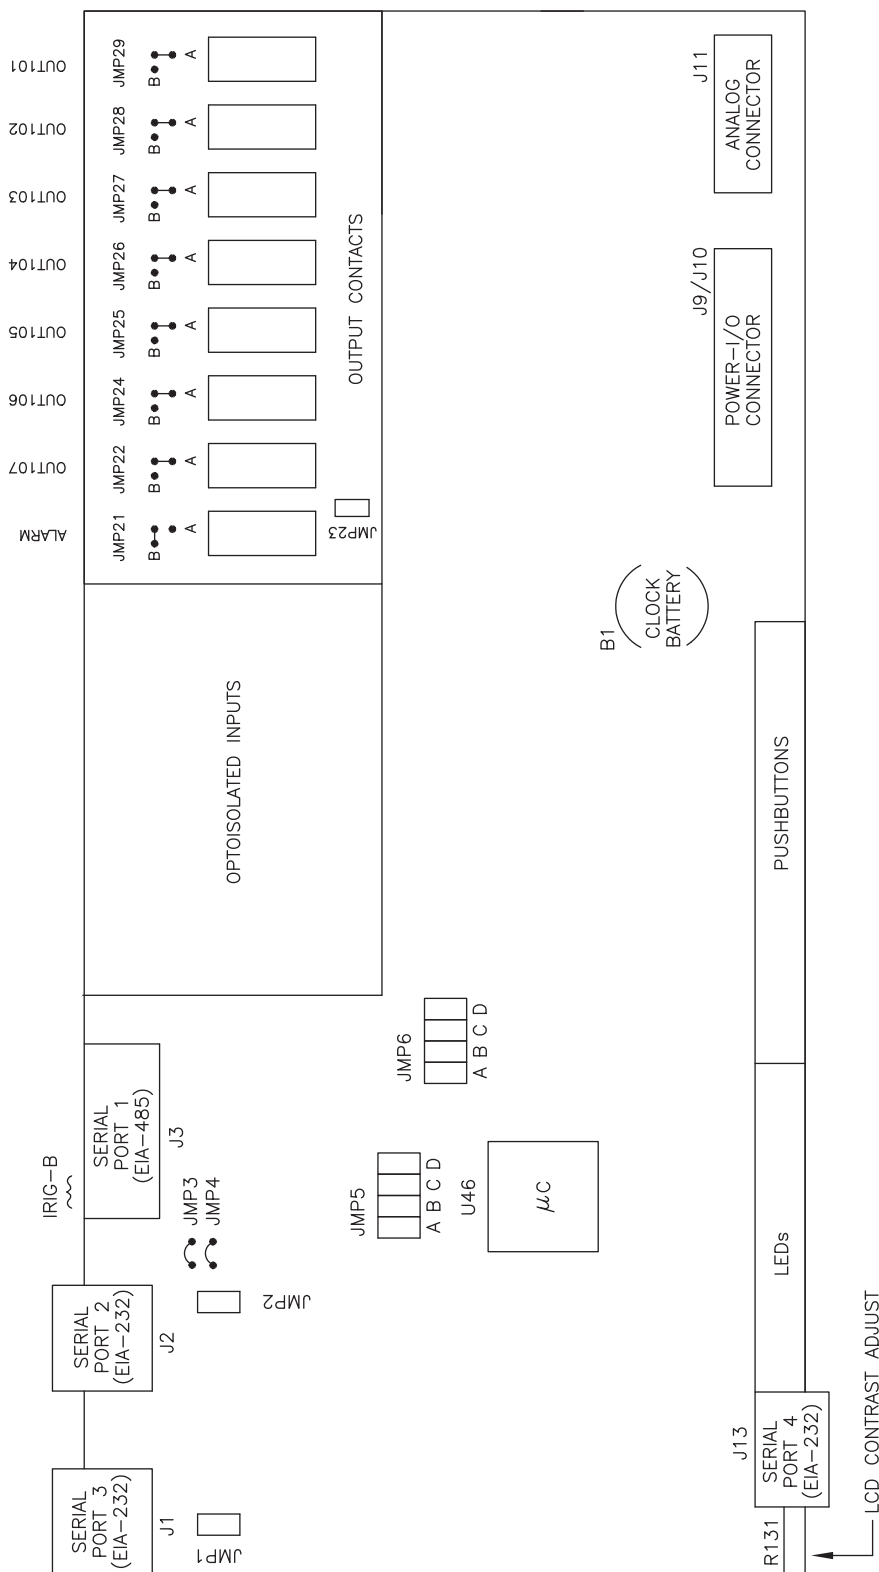 OUT101
JMP29
B
A
OUT102
JMP28
B
A
OUT103
JMP27
B
A
OUT104
JMP26
B
A
OUT105
JMP25
B
A
OUT106
JMP24
B
A
OUT107
JMP22
B
A
ALARM
JMP21
B
A
OUTPUT CONTACTS
JMP23
J11
ANALOG
CONNECTOR
J9/J10
POWER-I/O
CONNECTOR
B1
CLOCK
BATTERY
OPTOISOLATED INPUTS
PUSHBUTTONS
JMP6
A B C D
IRIG-B
SERIAL
PORT 1
(EIA-485)
J3
JMP3
JMP4
JMP5
A B C D
U46
μC
LEDs
SERIAL
PORT 2
(EIA-232)
J2
JMP2
SERIAL
PORT 3
(EIA-232)
J1
JMP1
J13
SERIAL
PORT 4
(EIA-232)
R131
LCD CONTRAST ADJUST